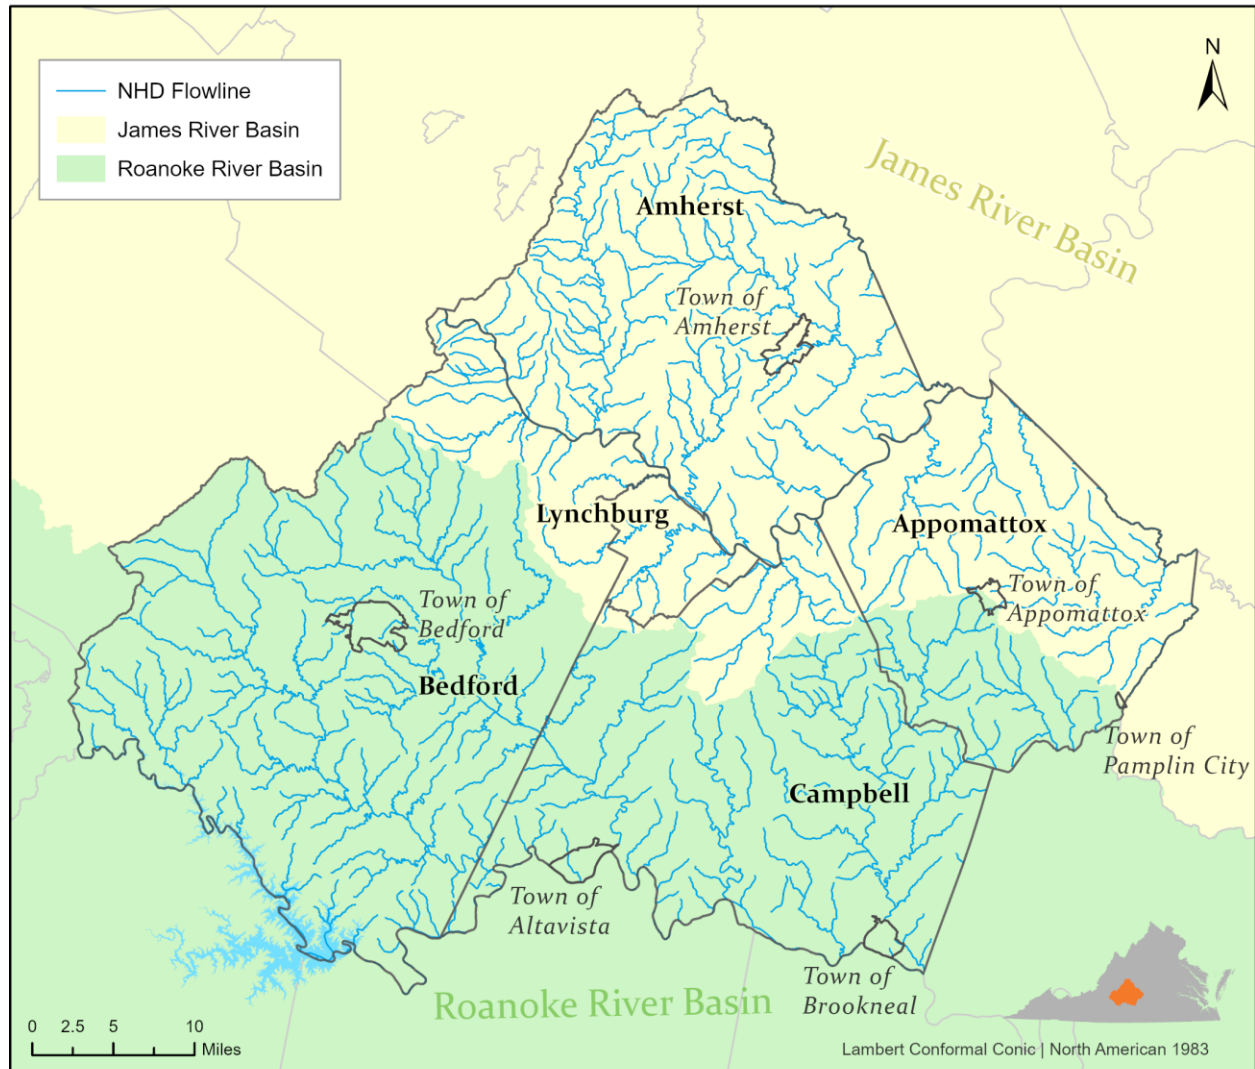 NHD Flowline
James River Basin
Roanoke River Basin
N
James River Basin
Amherst
Town of
Amherst
Lynchburg
Appomattox
Town of
Appomattox
Town of
Bedford
Bedford
Town of
Pamplin City
Campbell
Town of
Altavista
Town of
Brookneal
Roanoke River Basin
0 2.5 5 10
Miles
Lambert Conformal Conic | North American 1983